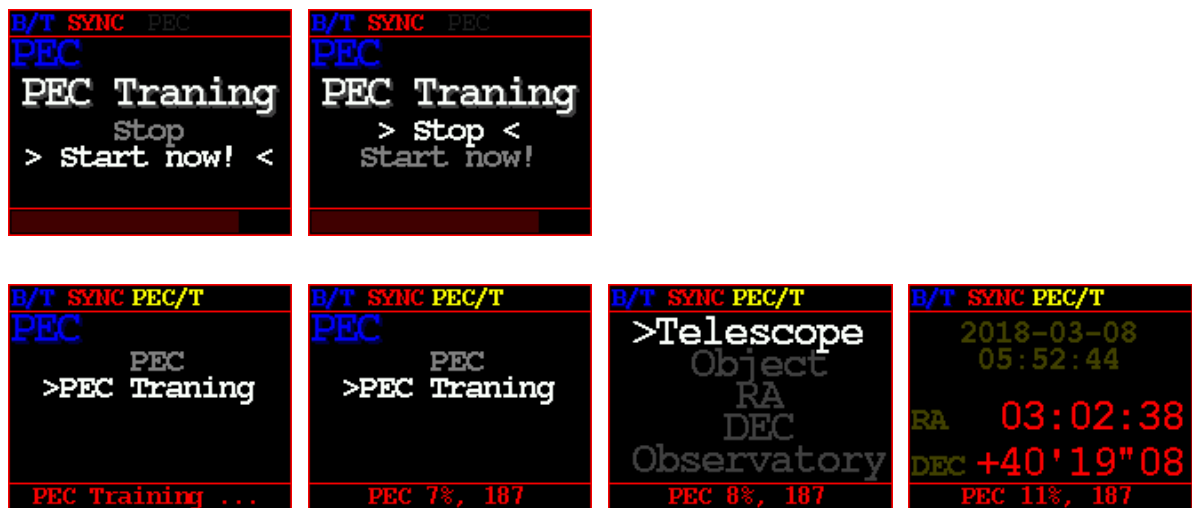 B/T SYNC PEC
PEC
PEC Traning
Stop
> Start now! <
B/T SYNC PEC
PEC
PEC Traning
> Stop <
Start now!
B/T SYNC PEC/T
PEC
PEC
>PEC Traning
PEC Training ...
B/T SYNC PEC/T
PEC
PEC
>PEC Traning
PEC 7%, 187
B/T SYNC PEC/T
>Telescope
Object
RA
DEC
Observatory
PEC 8%, 187
B/T SYNC PEC/T
2018-03-08
05:52:44
RA 03:02:38
DEC +40'19"08
PEC 11%, 187